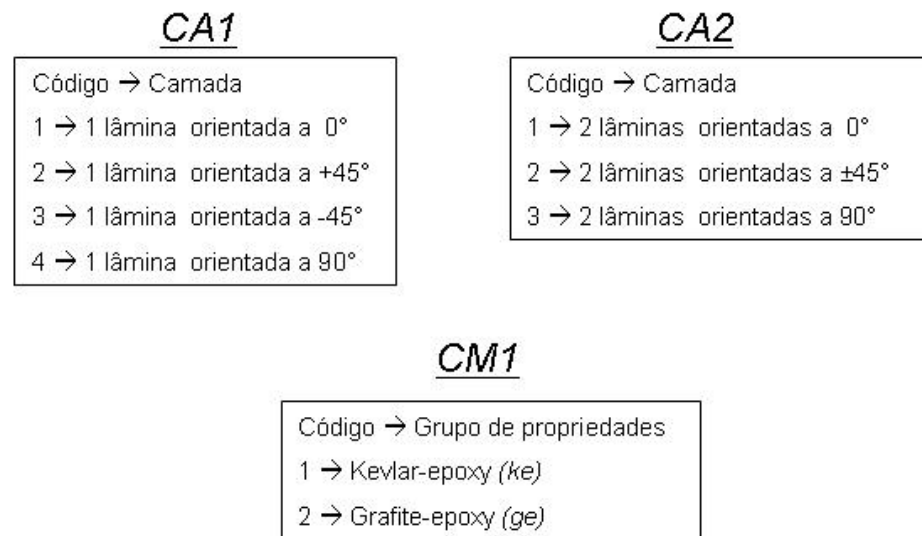 CA1
Código → Camada
1 → 1 lâmina orientada a 0°
2 → 1 lâmina orientada a +45°
3 → 1 lâmina orientada a -45°
4 → 1 lâmina orientada a 90°
CA2
Código → Camada
1 → 2 lâminas orientadas a 0°
2 → 2 lâminas orientadas a ±45°
3 → 2 lâminas orientadas a 90°
CM1
Código → Grupo de propriedades
1 → Kevlar-epoxy (ke)
2 → Grafite-epoxy (ge)